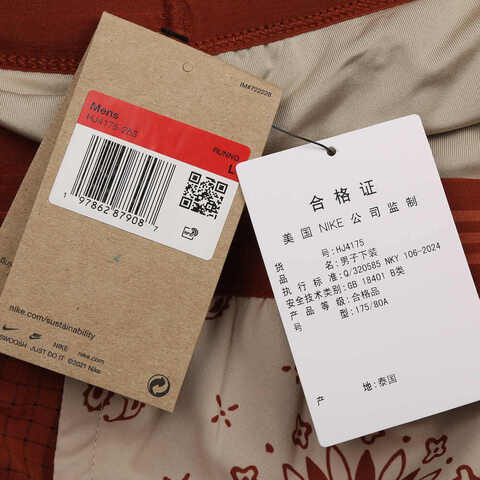 IM4722228
Mens
HJ4175-268
RUNNING
L
1 97862 87908 7
nike.com/sustainability
SWOOSH JUST DO IT NIKE nike.com
©2021 Nike
合格证
美国 NIKE 公司监制
货号: HJ4175
品名: 男子下装
执行标准: Q/320585 NKY 106-2024
安全技术类别: GB 18401 B类
产品等级: 合格品
号型: 175/80A
产地: 泰国